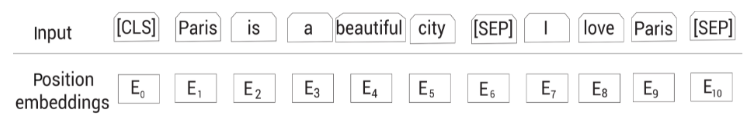 Input [CLS] Paris is a beautiful city [SEP] I love Paris [SEP]
Position embeddings E₀ E₁ E₂ E₃ E₄ E₅ E₆ E₇ E₈ E₉ E₁₀